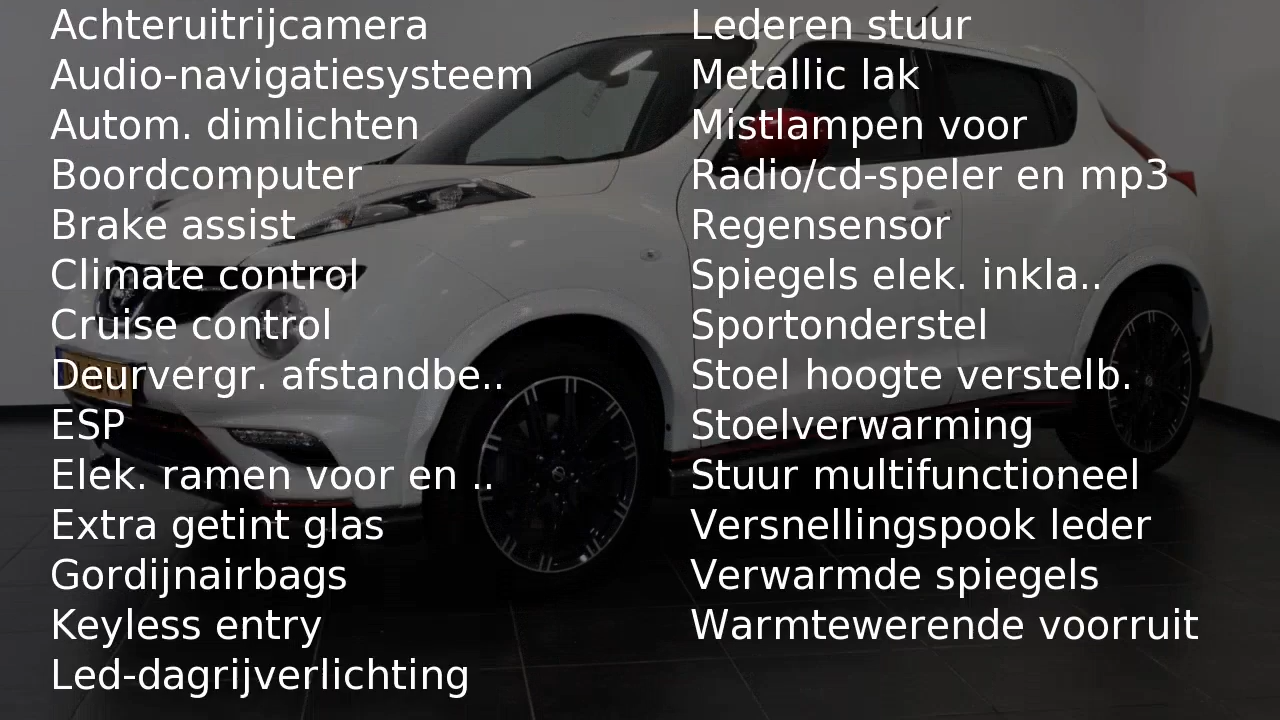 Achteruitrijcamera
Audio-navigatiesysteem
Autom. dimlichten
Boordcomputer
Brake assist
Climate control
Cruise control
Deurvergr. afstandbe..
ESP
Elek. ramen voor en ..
Extra getint glas
Gordijnairbags
Keyless entry
Led-dagrijverlichting
Lederen stuur
Metallic lak
Mistlampen voor
Radio/cd-speler en mp3
Regensensor
Spiegels elek. inkla..
Sportonderstel
Stoel hoogte verstelb.
Stoelverwarming
Stuur multifunctioneel
Versnellingspook leder
Verwarmde spiegels
Warmtewerende voorruit